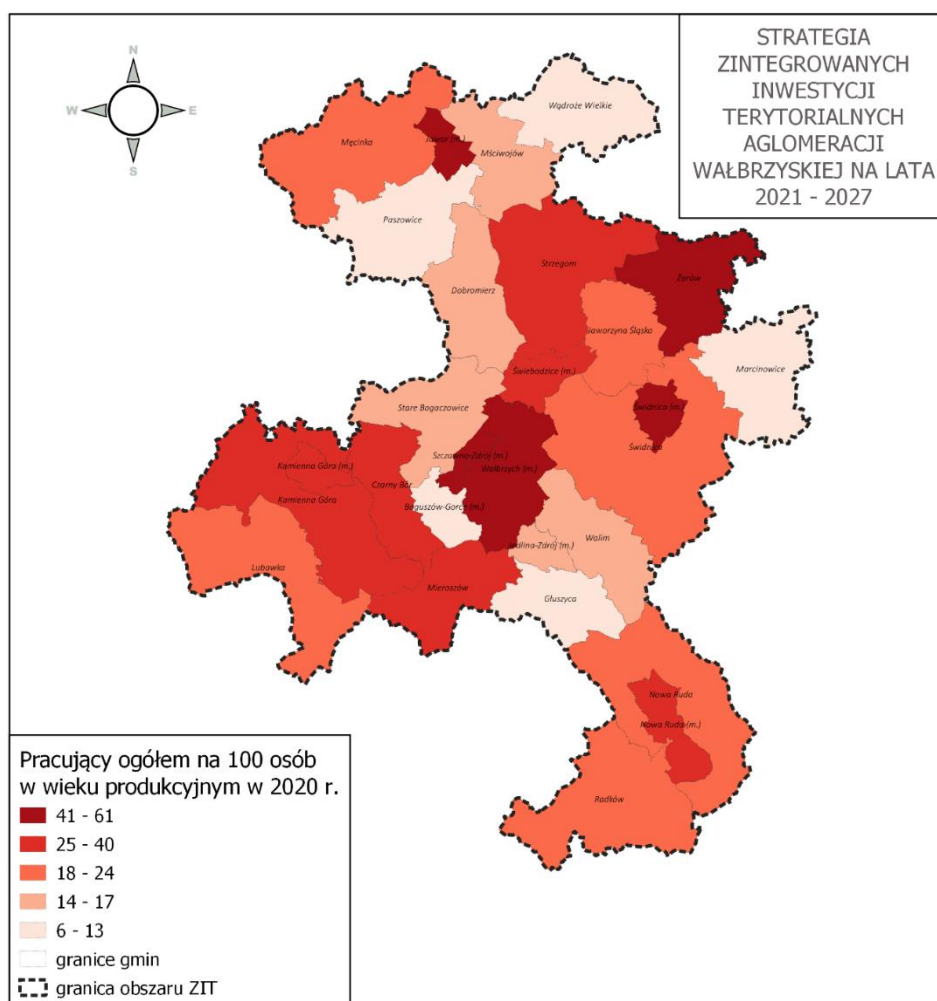 STRATEGIA
ZINTEGROWANYCH
INWESTYCJI
TERYTORIALNYCH
AGLOMERACJI
WAŁBRZYSKIEJ NA LATA
2021 - 2027
N
W
E
S
Wądroże Wielkie
Męcinka
Jawor (m.)
Mściwojów
Paszowice
Strzegom
Żarów
Dobromierz
Jaworzyna Śląska
Marcinowice
Świebodzice (m.)
Stare Bogaczowice
Świdnica (m.)
Świdnica
Szczawno-Zdrój (m.)
Kamienna Góra (m.)
Wałbrzych (m.)
Czarny Bór
Kamienna Góra
Boguszów-Gorce (m.)
Walim
Jedlina-Zdrój (m.)
Lubawka
Mieroszów
Głuszyca
Nowa Ruda
Nowa Ruda (m.)
Radków
Pracujący ogółem na 100 osób
w wieku produkcyjnym w 2020 r.
41 - 61
25 - 40
18 - 24
14 - 17
6 - 13
granice gmin
granica obszaru ZIT